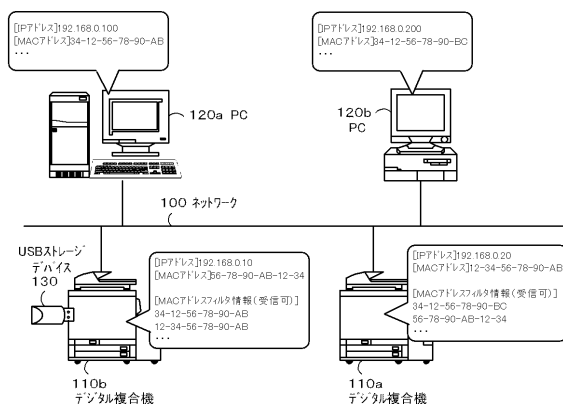 [IPアドレス]192.168.0.100
[MACアドレス]34-12-56-78-90-AB
...
[IPアドレス]192.168.0.200
[MACアドレス]34-12-56-78-90-BC
...
120a PC
120b
PC
100 ネットワーク
USBストレージ
デバイス
130
[IPアドレス]192.168.0.10
[MACアドレス]56-78-90-AB-12-34
[MACアドレスフィルタ情報(受信可)]
34-12-56-78-90-AB
12-34-56-78-90-AB
...
[IPアドレス]192.168.0.20
[MACアドレス]12-34-56-78-90-AB
[MACアドレスフィルタ情報(受信可)]
34-12-56-78-90-BC
56-78-90-AB-12-34
...
110b
デジタル複合機
110a
デジタル複合機